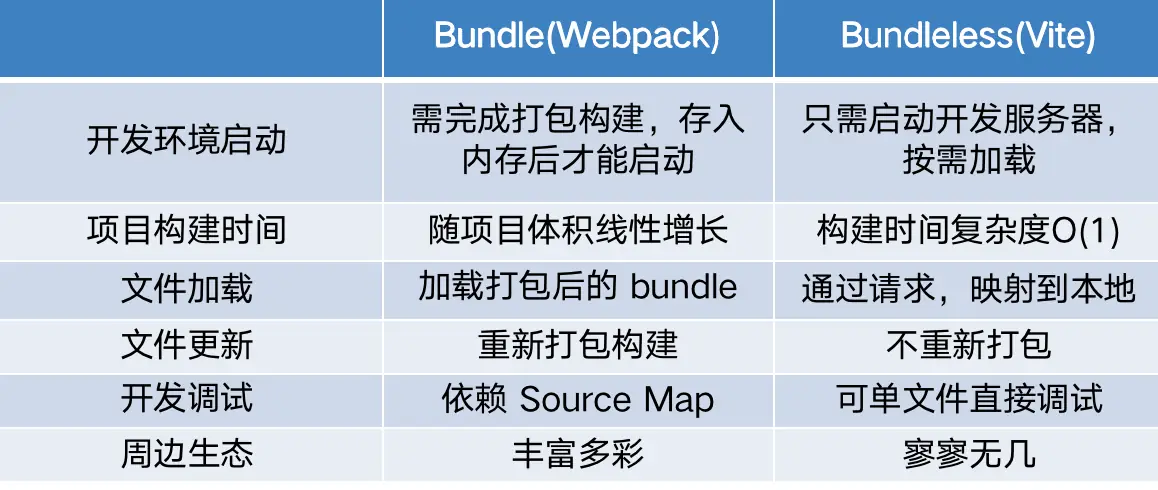 Bundle(Webpack)
Bundleless(Vite)
开发环境启动
需完成打包构建，存入
内存后才能启动
只需启动开发服务器，
按需加载
项目构建时间
随项目体积线性增长
构建时间复杂度O(1)
文件加载
加载打包后的 bundle
通过请求，映射到本地
文件更新
重新打包构建
不重新打包
开发调试
依赖 Source Map
可单文件直接调试
周边生态
丰富多彩
寥寥无几